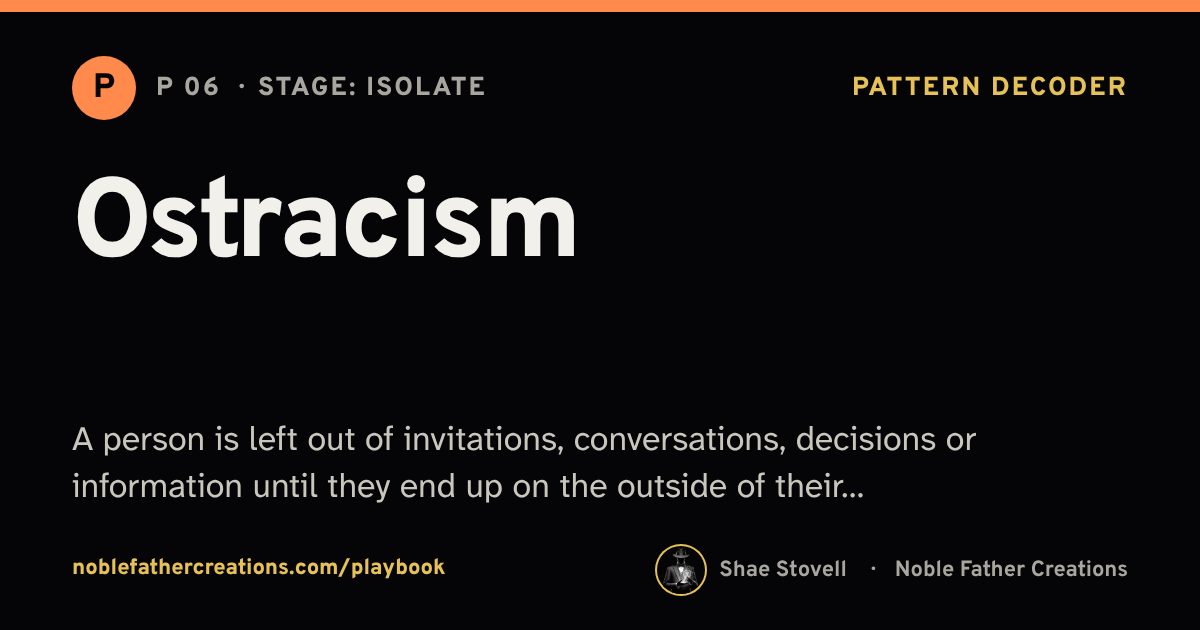 P
P 06 · STAGE: ISOLATE
PATTERN DECODER
Ostracism
A person is left out of invitations, conversations, decisions or
information until they end up on the outside of their...
noblefathercreations.com/playbook
Shae Stovell · Noble Father Creations